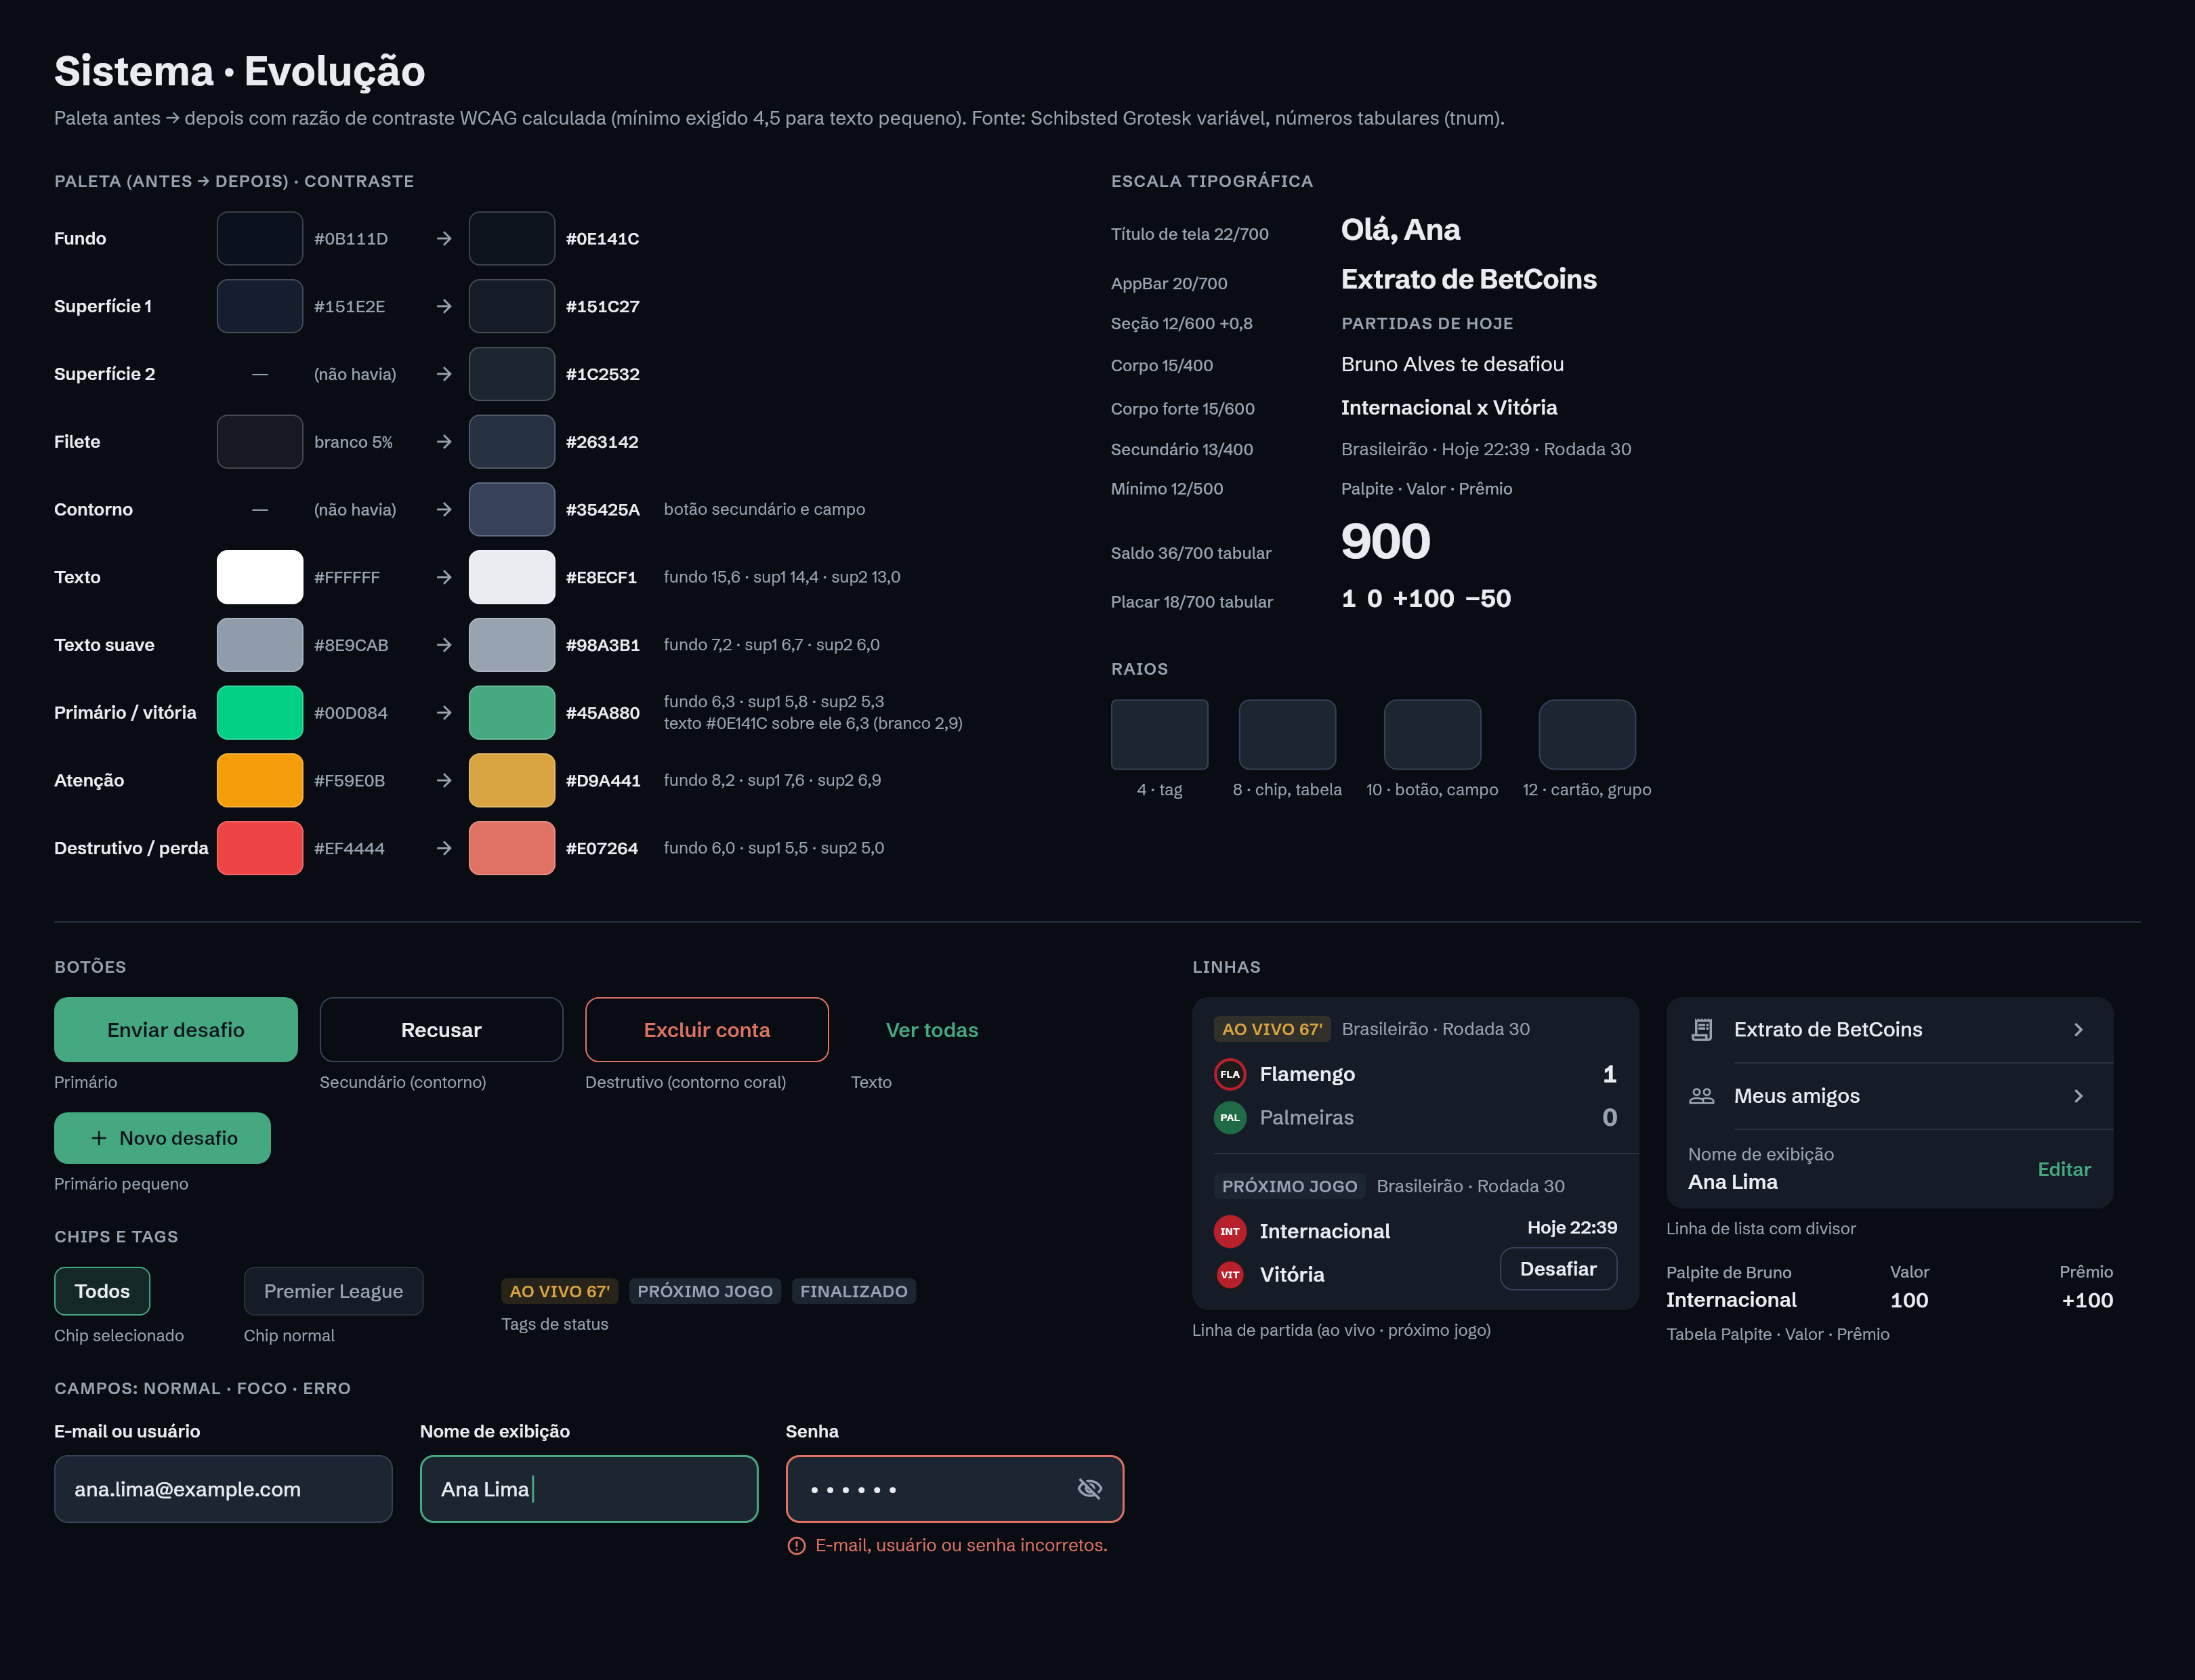 Sistema · Evolução
Paleta antes → depois com razão de contraste WCAG calculada (mínimo exigido 4,5 para texto pequeno). Fonte: Schibsted Grotesk variável, números tabulares (tnum).
PALETA (ANTES → DEPOIS) · CONTRASTE
Fundo #0B111D → #0E141C
Superfície 1 #151E2E → #151C27
Superfície 2 — (não havia) → #1C2532
Filete branco 5% → #263142
Contorno — (não havia) → #35425A botão secundário e campo
Texto #FFFFFF → #E8ECF1 fundo 15,6 · sup1 14,4 · sup2 13,0
Texto suave #8E9CAB → #98A3B1 fundo 7,2 · sup1 6,7 · sup2 6,0
Primário / vitória #00D084 → #45A880 fundo 6,3 · sup1 5,8 · sup2 5,3
texto #0E141C sobre ele 6,3 (branco 2,9)
Atenção #F59E0B → #D9A441 fundo 8,2 · sup1 7,6 · sup2 6,9
Destrutivo / perda #EF4444 → #E07264 fundo 6,0 · sup1 5,5 · sup2 5,0
ESCALA TIPOGRÁFICA
Título de tela 22/700 Olá, Ana
AppBar 20/700 Extrato de BetCoins
Seção 12/600 +0,8 PARTIDAS DE HOJE
Corpo 15/400 Bruno Alves te desafiou
Corpo forte 15/600 Internacional x Vitória
Secundário 13/400 Brasileirão · Hoje 22:39 · Rodada 30
Mínimo 12/500 Palpite · Valor · Prêmio
Saldo 36/700 tabular 900
Placar 18/700 tabular 1 0 +100 −50
RAIOS
4 · tag 8 · chip, tabela 10 · botão, campo 12 · cartão, grupo
BOTÕES
Enviar desafio Recusar Excluir conta Ver todas
Primário Secundário (contorno) Destrutivo (contorno coral) Texto
+ Novo desafio
Primário pequeno
CHIPS E TAGS
Todos Premier League AO VIVO 67' PRÓXIMO JOGO FINALIZADO
Chip selecionado Chip normal Tags de status
CAMPOS: NORMAL · FOCO · ERRO
E-mail ou usuário Nome de exibição Senha
ana.lima@example.com Ana Lima ••••••
E-mail, usuário ou senha incorretos.
LINHAS
AO VIVO 67' Brasileirão · Rodada 30
FLA Flamengo 1
PAL Palmeiras 0
PRÓXIMO JOGO Brasileirão · Rodada 30
INT Internacional Hoje 22:39
VIT Vitória Desafiar
Linha de partida (ao vivo · próximo jogo)
Extrato de BetCoins
Meus amigos
Nome de exibição
Ana Lima Editar
Linha de lista com divisor
Palpite de Bruno Valor Prêmio
Internacional 100 +100
Tabela Palpite · Valor · Prêmio